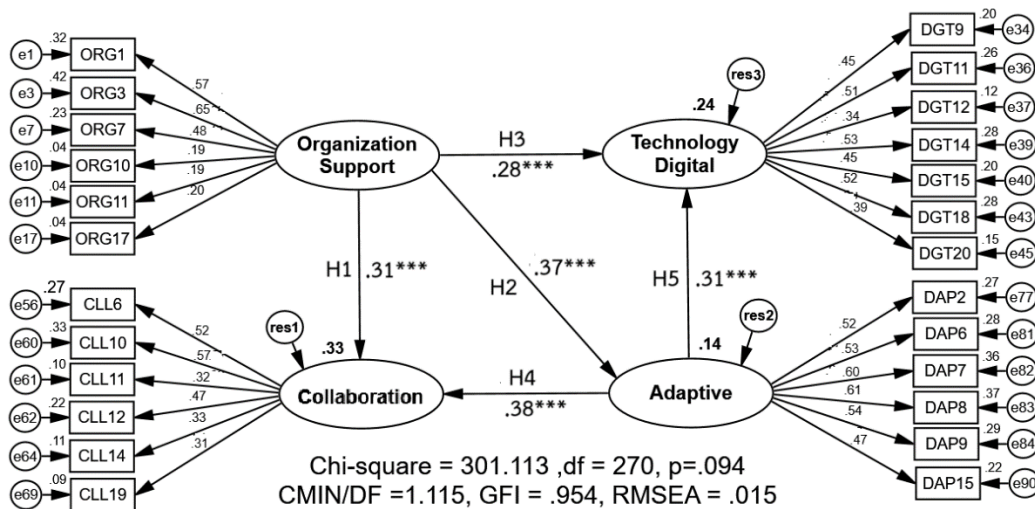 e1 .32 ORG1 .57
e3 .42 ORG3 .65
e7 .23 ORG7 .48
e10 .04 ORG10 .19
e11 .04 ORG11 .19
e17 .04 ORG17 .20
Organization
Support
H3
.28***
res3
.24
Technology
Digital
.45 DGT9 .20 e34
.51 DGT11 .26 e36
.34 DGT12 .12 e37
.53 DGT14 .28 e39
.45 DGT15 .20 e40
.52 DGT18 .28 e43
.39 DGT20 .15 e45
H1 .31***
H2 .37***
H5 .31***
e56 .27 CLL6 .52
e60 .33 CLL10 .57
e61 .10 CLL11 .32
e62 .22 CLL12 .47
e64 .11 CLL14 .33
e69 .09 CLL19 .31
res1
.33
Collaboration
H4
.38***
res2
.14
Adaptive
.52 DAP2 .27 e77
.53 DAP6 .28 e81
.60 DAP7 .36 e82
.61 DAP8 .37 e83
.54 DAP9 .29 e84
.47 DAP15 .22 e90
Chi-square = 301.113 ,df = 270, p=.094
CMIN/DF =1.115, GFI = .954, RMSEA = .015